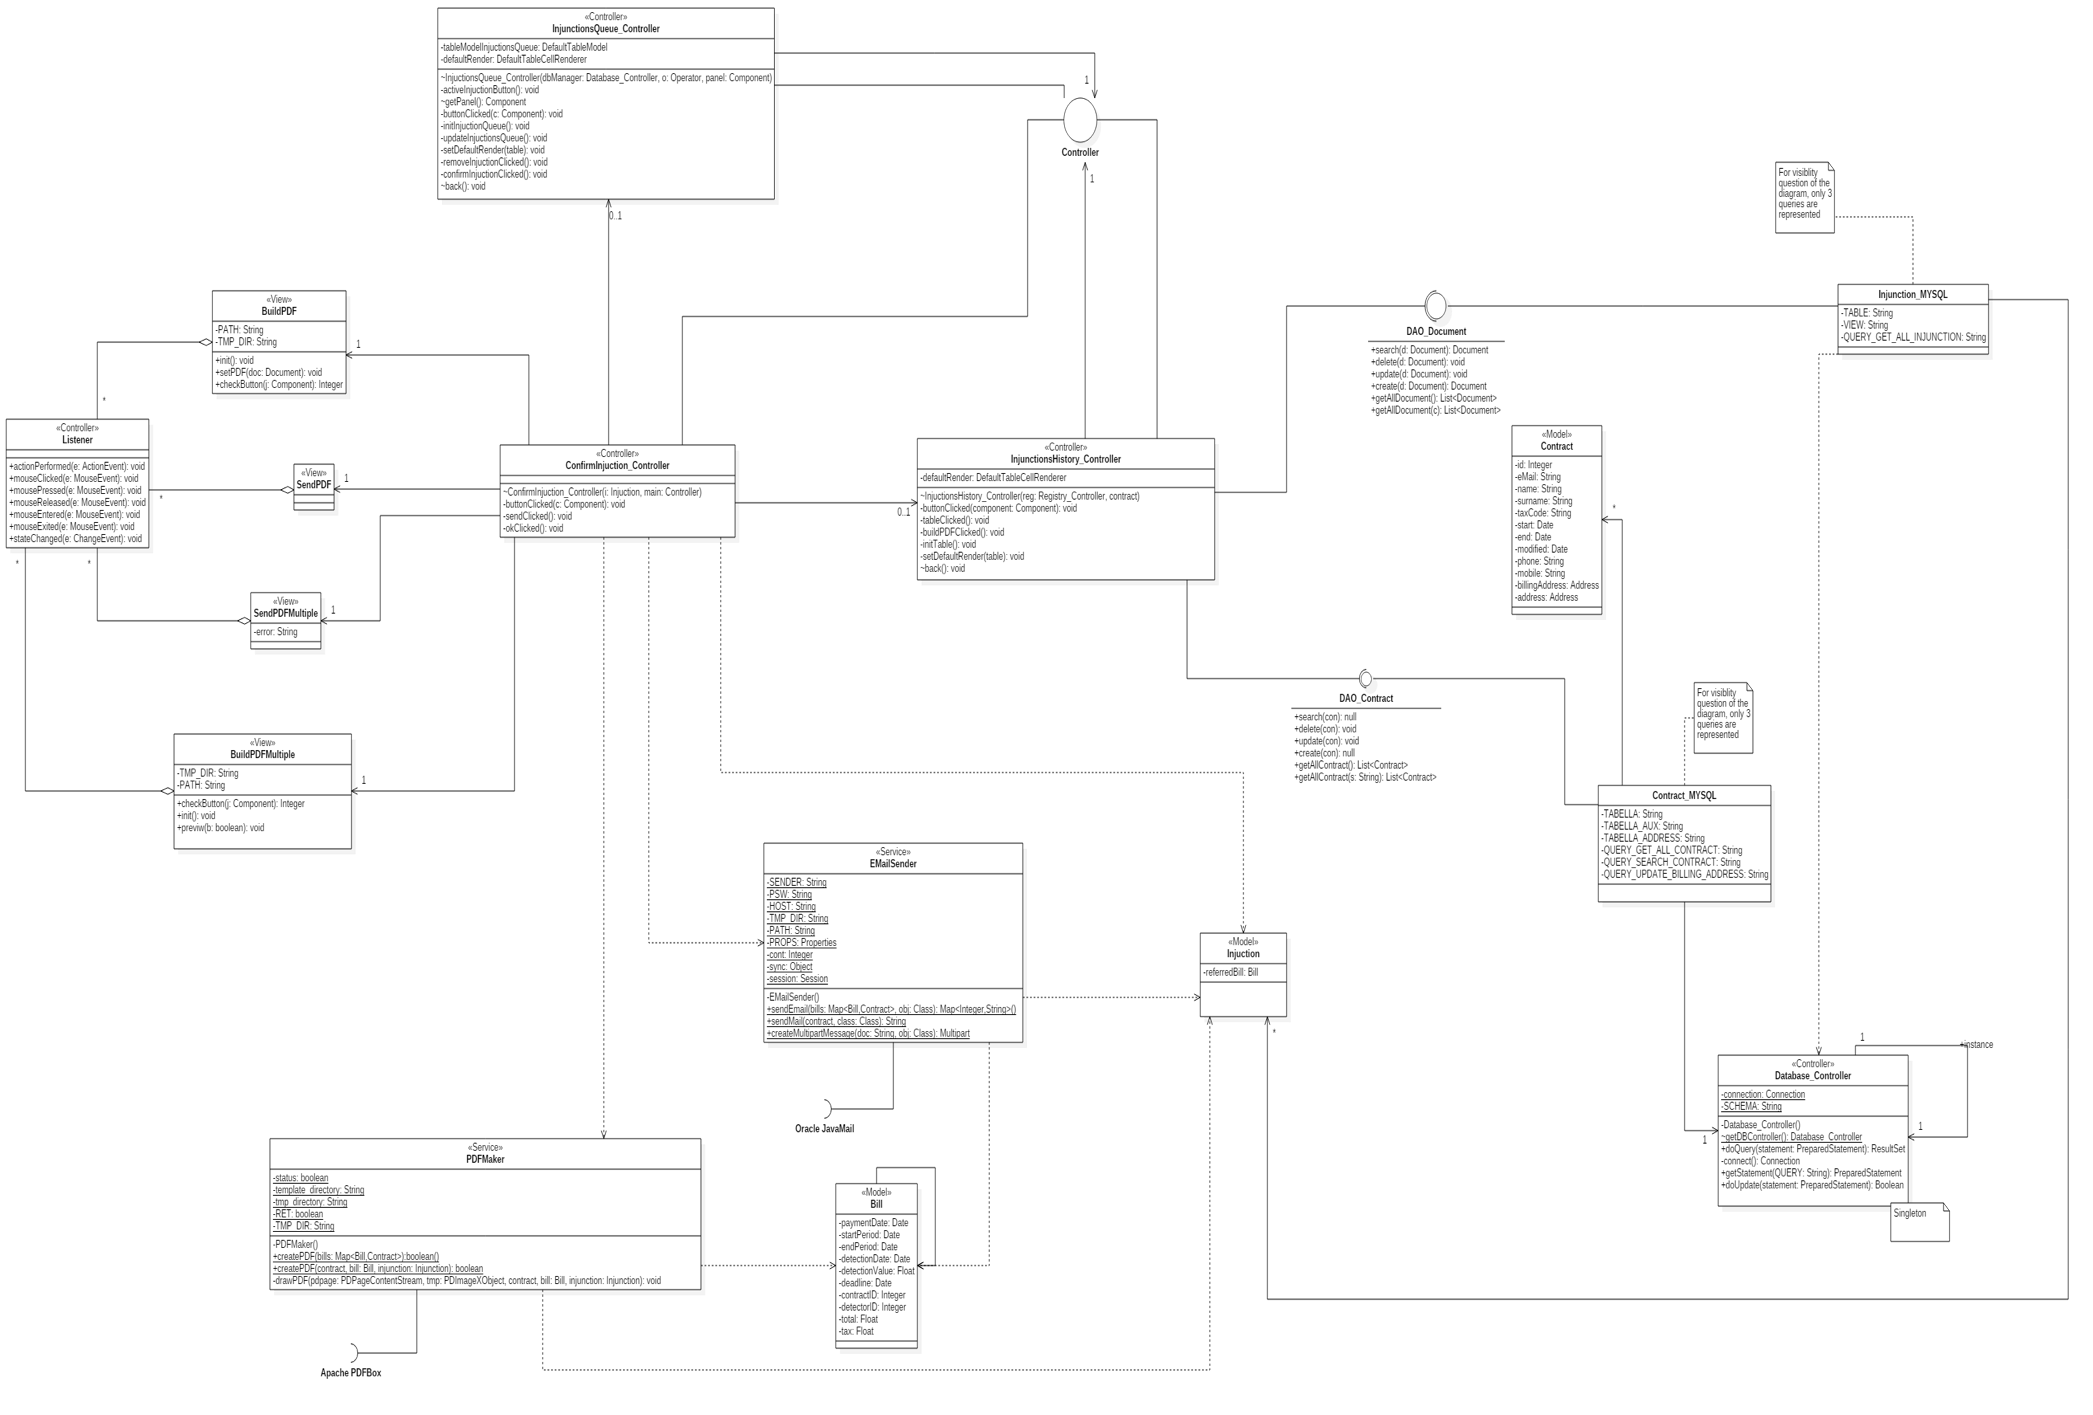 «Controller»
InjunctionsQueue_Controller
-tableModelInjuctionsQueue: DefaultTableModel
-defaultRender: DefaultTableCellRenderer
~InjuctionsQueue_Controller(dbManager: Database_Controller, o: Operator, panel: Component)
-activeInjunctionButton(): void
~getPanel(): Component
-buttonClicked(c: Component): void
-initInjunctionQueue(): void
-updateInjunctionsQueue(): void
-setDefaultRender(table): void
-removeInjunctionClicked(): void
-confirmInjunctionClicked(): void
~back(): void
1
Controller
1
0..1
For visiblity
question of the
diagram, only 3
queries are
represented
«View»
BuildPDF
-PATH: String
-TMP_DIR: String
+init(): void
+setPDF(doc: Document): void
+checkButton(j: Component): Integer
1
*
Injunction_MYSQL
-TABLE: String
-VIEW: String
-QUERY_GET_ALL_INJUNCTION: String
DAO_Document
+search(d: Document): Document
+delete(d: Document): void
+update(d: Document): void
+create(d: Document): Document
+getAllDocument(): List<Document>
+getAllDocument(c): List<Document>
«Controller»
Listener
+actionPerformed(e: ActionEvent): void
+mouseClicked(e: MouseEvent): void
+mousePressed(e: MouseEvent): void
+mouseReleased(e: MouseEvent): void
+mouseEntered(e: MouseEvent): void
+mouseExited(e: MouseEvent): void
+stateChanged(e: ChangeEvent): void
*
*
*
«View»
SendPDF
1
«Controller»
ConfirmInjuction_Controller
~ConfirmInjuction_Controller(i: Injuction, main: Controller)
-buttonClicked(c: Component): void
-sendClicked(): void
-okClicked(): void
0..1
«Controller»
InjunctionsHistory_Controller
-defaultRender: DefaultTableCellRenderer
~InjuctionsHistory_Controller(reg: Registry_Controller, contract)
-buttonClicked(component: Component): void
-tableClicked(): void
-buildPDFClicked(): void
-initTable(): void
-setDefaultRender(table): void
~back(): void
«Model»
Contract
-id: Integer
-eMail: String
-name: String
-surname: String
-taxCode: String
-start: Date
-end: Date
-modified: Date
-phone: String
-mobile: String
-billingAddress: Address
-address: Address
*
«View»
SendPDFMultiple
-error: String
1
DAO_Contract
+search(con): null
+delete(con): void
+update(con): void
+create(con): null
+getAllContract(): List<Contract>
+getAllContract(s: String): List<Contract>
For visiblity
question of the
diagram, only 3
queries are
represented
«View»
BuildPDFMultiple
-TMP_DIR: String
-PATH: String
+checkButton(j: Component): Integer
+init(): void
+previw(b: boolean): void
1
Contract_MYSQL
-TABELLA: String
-TABELLA_AUX: String
-TABELLA_ADDRESS: String
-QUERY_GET_ALL_CONTRACT: String
-QUERY_SEARCH_CONTRACT: String
-QUERY_UPDATE_BILLING_ADDRESS: String
«Service»
EMailSender
-SENDER: String
-PSW: String
-HOST: String
-TMP_DIR: String
-PATH: String
-PROPS: Properties
-cont: Integer
-sync: Object
-session: Session
-EMailSender()
+sendEmail(bills: Map<Bill,Contract>, obj: Class): Map<Integer,String>()
+sendMail(contract, class: Class): String
+createMultipartMessage(doc: String, obj: Class): Multipart
«Model»
Injuction
-referredBill: Bill
*
Oracle JavaMail
1
+instance
«Controller»
Database_Controller
-connection: Connection
-SCHEMA: String
-Database_Controller()
~getDBController(): Database_Controller
+doQuery(statement: PreparedStatement): ResultSet
-connect(): Connection
+getStatement(QUERY: String): PreparedStatement
+doUpdate(statement: PreparedStatement): Boolean
1
1
Singleton
«Service»
PDFMaker
-status: boolean
-template_directory: String
-tmp_directory: String
-RET: boolean
-TMP_DIR: String
-PDFMaker()
+createPDF(bills: Map<Bill,Contract>):boolean()
+createPDF(contract, bill: Bill, injunction: Injunction): boolean
-drawPDF(pdpage: PDPageContentStream, tmp: PDImageXObject, contract, bill: Bill, injunction: Injunction): void
«Model»
Bill
-paymentDate: Date
-startPeriod: Date
-endPeriod: Date
-detectionDate: Date
-detectionValue: Float
-deadline: Date
-contractID: Integer
-detectorID: Integer
-total: Float
-tax: Float
Apache PDFBox